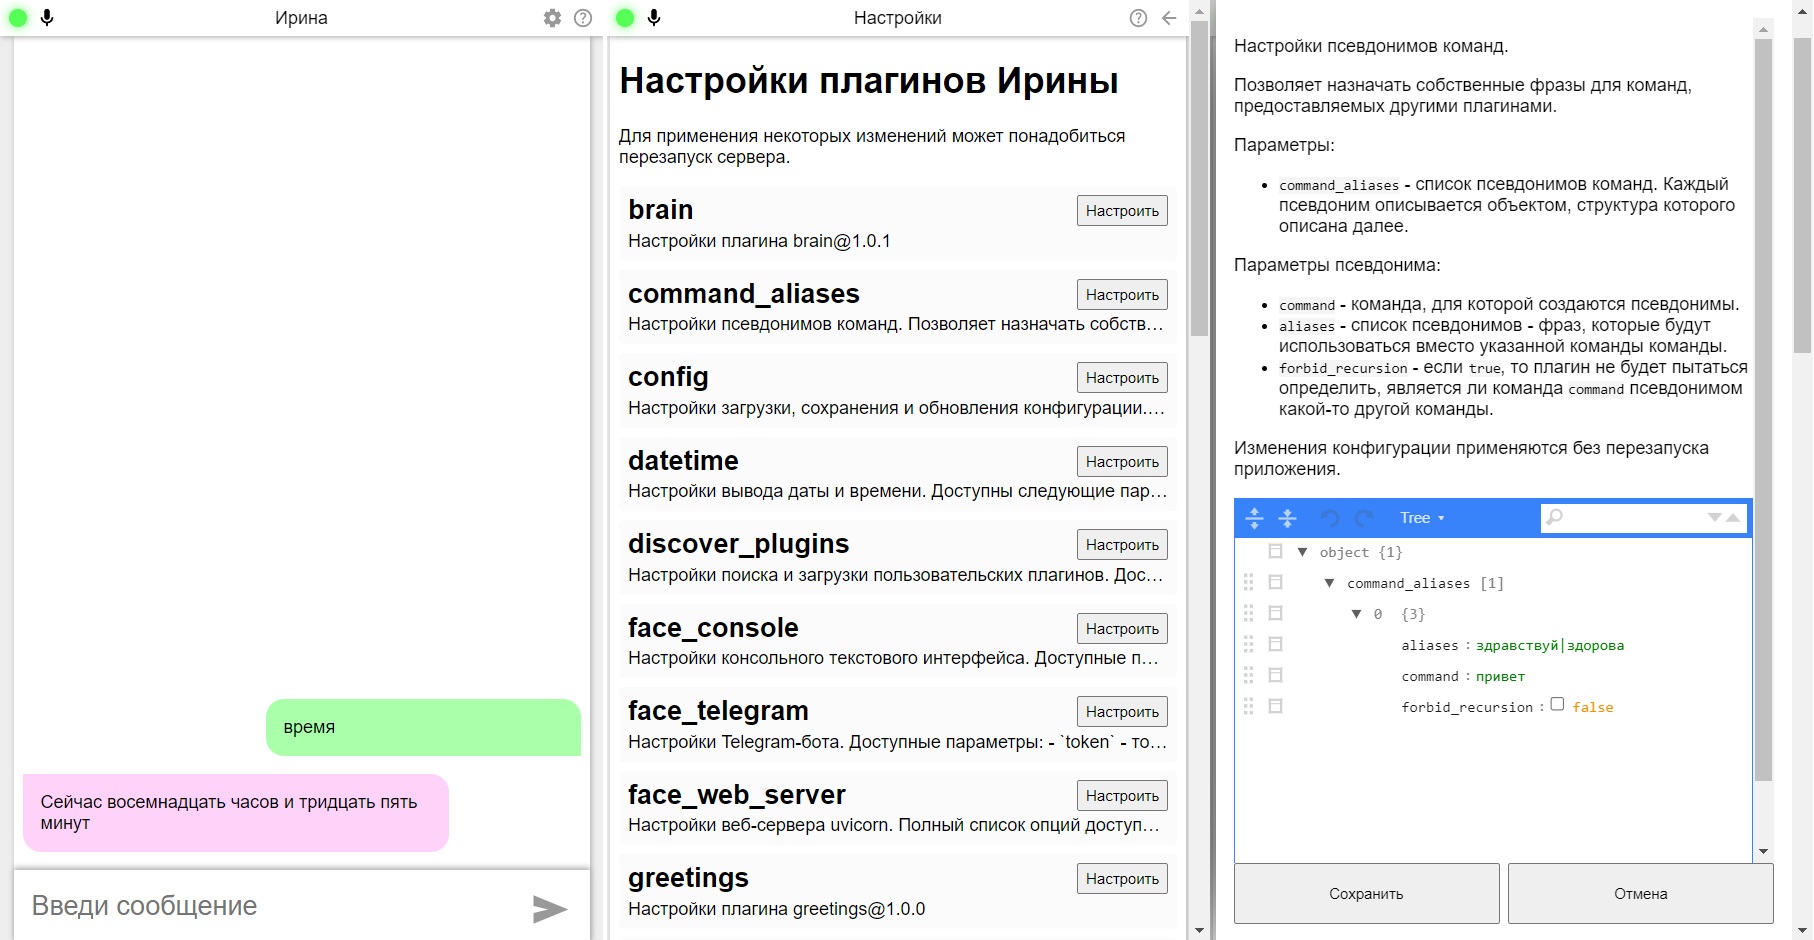 Ирина
время
Сейчас восемнадцать часов и тридцать пять
минут
Введи сообщение
Настройки
Настройки плагинов Ирины
Для применения некоторых изменений может понадобиться
перезапуск сервера.
brain
Настроить
Настройки плагина brain@1.0.1
command_aliases
Настроить
Настройки псевдонимов команд. Позволяет назначать собств…
config
Настроить
Настройки загрузки, сохранения и обновления конфигурации.…
datetime
Настроить
Настройки вывода даты и времени. Доступны следующие пар…
discover_plugins
Настроить
Настройки поиска и загрузки пользовательских плагинов. Дос…
face_console
Настроить
Настройки консольного текстового интерфейса. Доступные п…
face_telegram
Настроить
Настройки Telegram-бота. Доступные параметры: - `token` - то…
face_web_server
Настроить
Настройки веб-сервера uvicorn. Полный список опций доступ…
greetings
Настроить
Настройки плагина greetings@1.0.0
Настройки псевдонимов команд.
Позволяет назначать собственные фразы для команд,
предоставляемых другими плагинами.
Параметры:
command_aliases - список псевдонимов команд. Каждый
псевдоним описывается объектом, структура которого
описана далее.
Параметры псевдонима:
command - команда, для которой создаются псевдонимы.
aliases - список псевдонимов - фраз, которые будут
использоваться вместо указанной команды команды.
forbid_recursion - если true, то плагин не будет пытаться
определить, является ли команда command псевдонимом
какой-то другой команды.
Изменения конфигурации применяются без перезапуска
приложения.
Tree
object {1}
command_aliases [1]
0 {3}
aliases : здравствуй|здорова
command : привет
forbid_recursion : false
Сохранить
Отмена